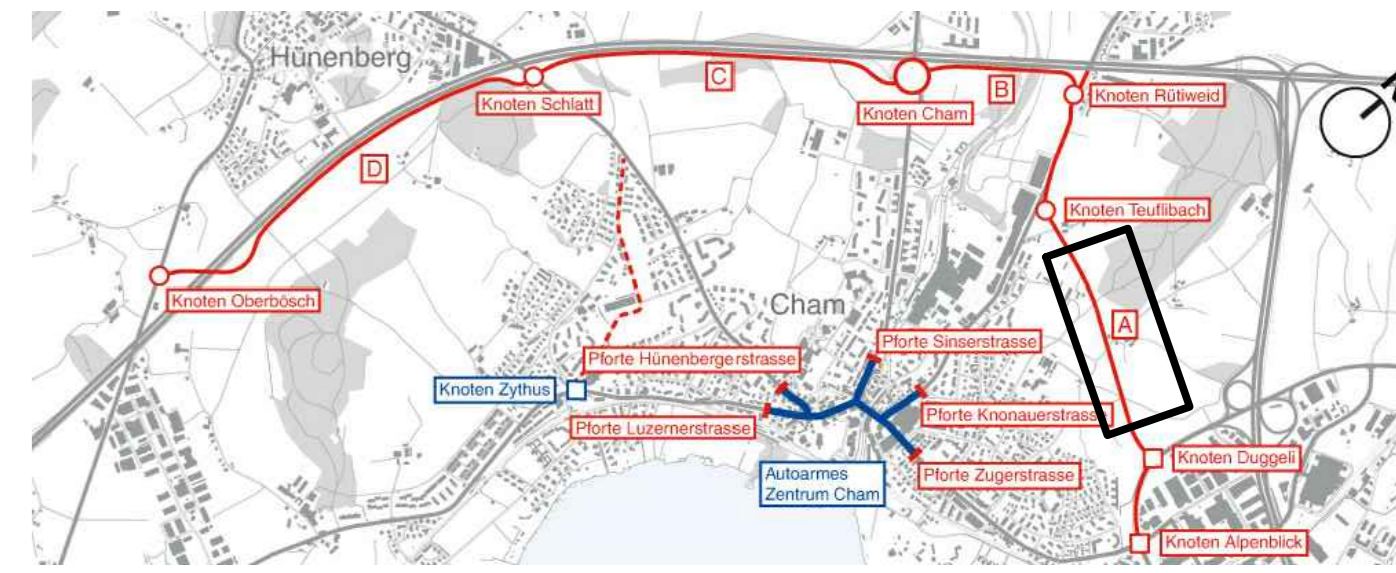 Hünenberg
C
B
Knoten Schlatt
Knoten Cham
Knoten Rütiweid
D
Knoten Teuflibach
Knoten Oberbösch
Cham
A
Pforte Sinserstrasse
Pforte Hünenbergerstrasse
Knoten Zythus
Pforte Knonauerstrasse
Pforte Luzernerstrasse
Knoten Duggeli
Autoarmes
Zentrum Cham
Pforte Zugerstrasse
Knoten Alpenblick